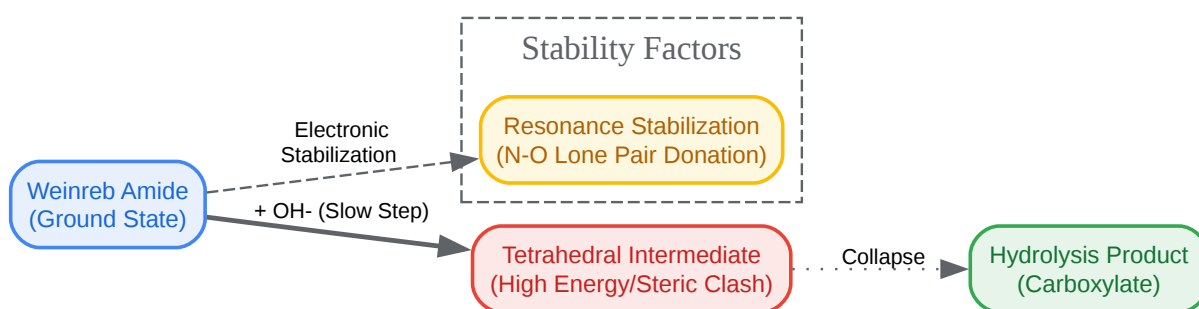 Stability Factors
Electronic
Stabilization
Resonance Stabilization
(N-O Lone Pair Donation)
Weinreb Amide
(Ground State)
+ OH- (Slow Step)
Tetrahedral Intermediate
(High Energy/Steric Clash)
Collapse
Hydrolysis Product
(Carboxylate)